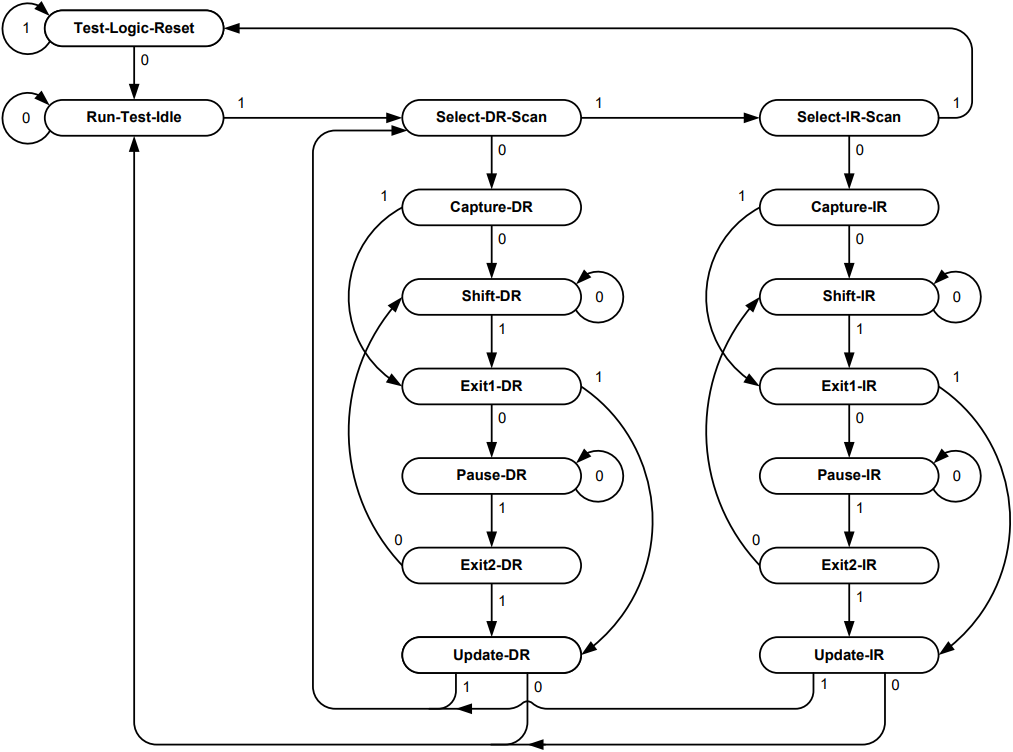 1
Test-Logic-Reset
0
0
Run-Test-Idle
1
Select-DR-Scan
1
Select-IR-Scan
1
0
0
1
Capture-DR
1
Capture-IR
0
0
Shift-DR
0
Shift-IR
0
1
1
Exit1-DR
1
Exit1-IR
1
0
0
Pause-DR
0
Pause-IR
0
1
1
0
Exit2-DR
0
Exit2-IR
1
1
Update-DR
Update-IR
1
0
1
0